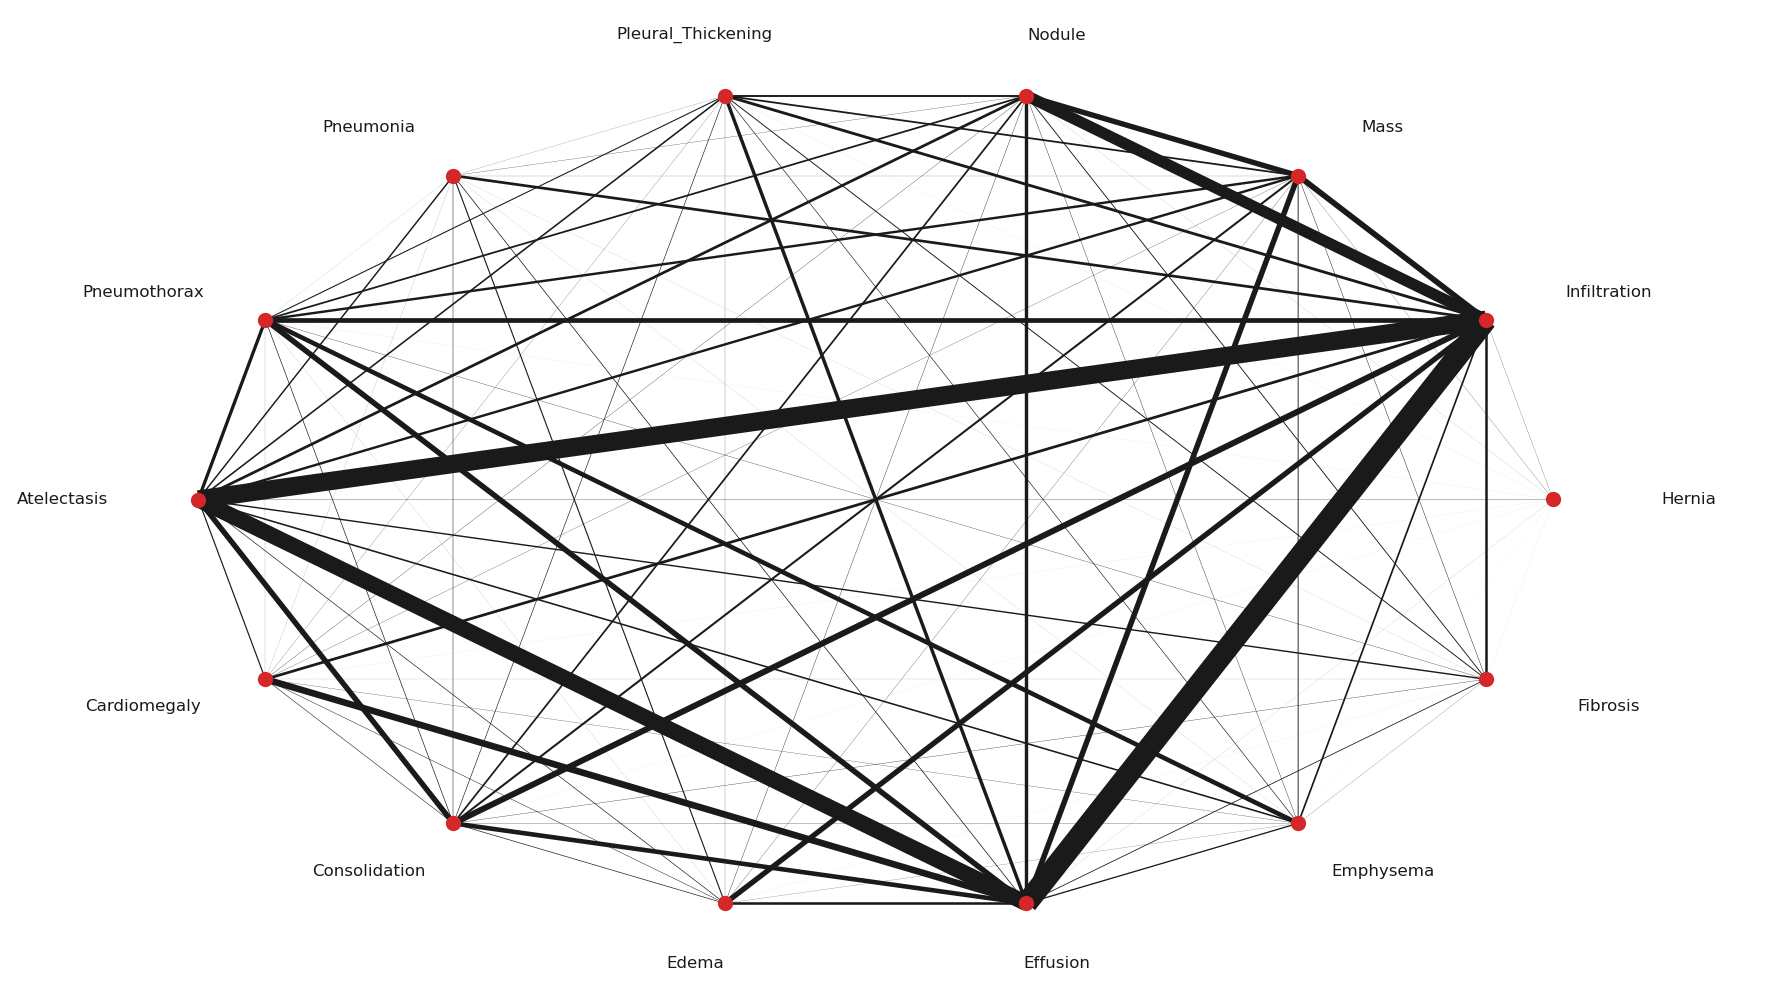 Pleural_Thickening
Nodule
Pneumonia
Mass
Pneumothorax
Infiltration
Atelectasis
Hernia
Cardiomegaly
Fibrosis
Consolidation
Emphysema
Edema
Effusion